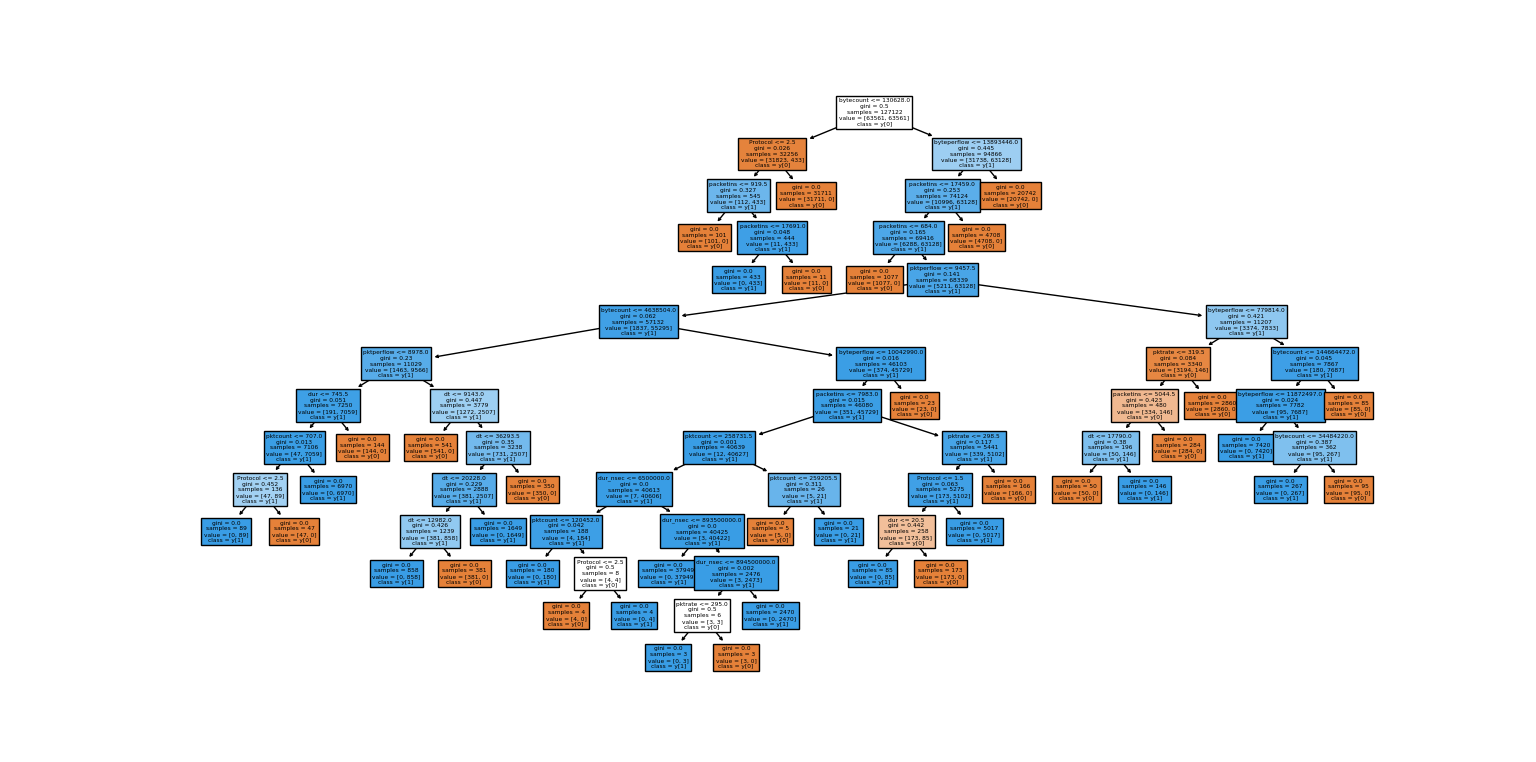 bytecount <= 130628.0
gini = 0.5
samples = 127122
value = [63561, 63561]
class = y[0]
Protocol <= 2.5
gini = 0.026
samples = 32256
value = [31823, 433]
class = y[0]
byteperflow <= 13893446.0
gini = 0.445
samples = 94866
value = [31738, 63128]
class = y[1]
packetins <= 919.5
gini = 0.327
samples = 545
value = [112, 433]
class = y[1]
gini = 0.0
samples = 31711
value = [31711, 0]
class = y[0]
packetins <= 17459.0
gini = 0.253
samples = 74124
value = [10996, 63128]
class = y[1]
gini = 0.0
samples = 20742
value = [20742, 0]
class = y[0]
gini = 0.0
samples = 101
value = [101, 0]
class = y[0]
packetins <= 17691.0
gini = 0.048
samples = 444
value = [11, 433]
class = y[1]
packetins <= 684.0
gini = 0.165
samples = 69416
value = [6288, 63128]
class = y[1]
gini = 0.0
samples = 4708
value = [4708, 0]
class = y[0]
gini = 0.0
samples = 433
value = [0, 433]
class = y[1]
gini = 0.0
samples = 11
value = [11, 0]
class = y[0]
gini = 0.0
samples = 1077
value = [1077, 0]
class = y[0]
pktperflow <= 9457.5
gini = 0.141
samples = 68339
value = [5211, 63128]
class = y[1]
bytecount <= 4638504.0
gini = 0.062
samples = 57132
value = [1837, 55295]
class = y[1]
byteperflow <= 779814.0
gini = 0.421
samples = 11207
value = [3374, 7833]
class = y[1]
pktperflow <= 8978.0
gini = 0.23
samples = 11029
value = [1463, 9566]
class = y[1]
byteperflow <= 10042990.0
gini = 0.016
samples = 46103
value = [374, 45729]
class = y[1]
pktrate <= 319.5
gini = 0.084
samples = 3340
value = [3194, 146]
class = y[0]
bytecount <= 144664472.0
gini = 0.045
samples = 7867
value = [180, 7687]
class = y[1]
dur <= 745.5
gini = 0.051
samples = 7250
value = [191, 7059]
class = y[1]
dt <= 9143.0
gini = 0.447
samples = 3779
value = [1272, 2507]
class = y[1]
packetins <= 7983.0
gini = 0.015
samples = 46080
value = [351, 45729]
class = y[1]
gini = 0.0
samples = 23
value = [23, 0]
class = y[0]
packetins <= 5044.5
gini = 0.423
samples = 480
value = [334, 146]
class = y[0]
gini = 0.0
samples = 2860
value = [2860, 0]
class = y[0]
byteperflow <= 11872497.0
gini = 0.024
samples = 7782
value = [95, 7687]
class = y[1]
gini = 0.0
samples = 85
value = [85, 0]
class = y[0]
pktcount <= 707.0
gini = 0.013
samples = 7106
value = [47, 7059]
class = y[1]
gini = 0.0
samples = 144
value = [144, 0]
class = y[0]
gini = 0.0
samples = 541
value = [541, 0]
class = y[0]
dt <= 36293.5
gini = 0.35
samples = 3238
value = [731, 2507]
class = y[1]
pktcount <= 258731.5
gini = 0.001
samples = 40639
value = [12, 40627]
class = y[1]
pktrate <= 298.5
gini = 0.117
samples = 5441
value = [339, 5102]
class = y[1]
dt <= 17790.0
gini = 0.38
samples = 196
value = [50, 146]
class = y[1]
gini = 0.0
samples = 284
value = [284, 0]
class = y[0]
gini = 0.0
samples = 7420
value = [0, 7420]
class = y[1]
bytecount <= 34484220.0
gini = 0.387
samples = 362
value = [95, 267]
class = y[1]
Protocol <= 2.5
gini = 0.452
samples = 136
value = [47, 89]
class = y[1]
gini = 0.0
samples = 6970
value = [0, 6970]
class = y[1]
dt <= 20228.0
gini = 0.229
samples = 2888
value = [381, 2507]
class = y[1]
gini = 0.0
samples = 350
value = [350, 0]
class = y[0]
dur_nsec <= 6500000.0
gini = 0.0
samples = 40613
value = [7, 40606]
class = y[1]
pktcount <= 259205.5
gini = 0.311
samples = 26
value = [5, 21]
class = y[1]
Protocol <= 1.5
gini = 0.063
samples = 5275
value = [173, 5102]
class = y[1]
gini = 0.0
samples = 166
value = [166, 0]
class = y[0]
gini = 0.0
samples = 50
value = [50, 0]
class = y[0]
gini = 0.0
samples = 146
value = [0, 146]
class = y[1]
gini = 0.0
samples = 267
value = [0, 267]
class = y[1]
gini = 0.0
samples = 95
value = [95, 0]
class = y[0]
gini = 0.0
samples = 89
value = [0, 89]
class = y[1]
gini = 0.0
samples = 47
value = [47, 0]
class = y[0]
dt <= 12982.0
gini = 0.426
samples = 1239
value = [381, 858]
class = y[1]
gini = 0.0
samples = 1649
value = [0, 1649]
class = y[1]
pktcount <= 120452.0
gini = 0.042
samples = 188
value = [4, 184]
class = y[1]
dur_nsec <= 893500000.0
gini = 0.0
samples = 40425
value = [3, 40422]
class = y[1]
gini = 0.0
samples = 5
value = [5, 0]
class = y[0]
gini = 0.0
samples = 21
value = [0, 21]
class = y[1]
dur <= 20.5
gini = 0.442
samples = 258
value = [173, 85]
class = y[0]
gini = 0.0
samples = 5017
value = [0, 5017]
class = y[1]
gini = 0.0
samples = 858
value = [0, 858]
class = y[1]
gini = 0.0
samples = 381
value = [381, 0]
class = y[0]
gini = 0.0
samples = 180
value = [0, 180]
class = y[1]
Protocol <= 2.5
gini = 0.5
samples = 8
value = [4, 4]
class = y[0]
gini = 0.0
samples = 37949
value = [0, 37949
class = y[1]
dur_nsec <= 894500000.0
gini = 0.002
samples = 2476
value = [3, 2473]
class = y[1]
gini = 0.0
samples = 85
value = [0, 85]
class = y[1]
gini = 0.0
samples = 173
value = [173, 0]
class = y[0]
gini = 0.0
samples = 4
value = [4, 0]
class = y[0]
gini = 0.0
samples = 4
value = [0, 4]
class = y[1]
pktrate <= 295.0
gini = 0.5
samples = 6
value = [3, 3]
class = y[0]
gini = 0.0
samples = 2470
value = [0, 2470]
class = y[1]
gini = 0.0
samples = 3
value = [0, 3]
class = y[1]
gini = 0.0
samples = 3
value = [3, 0]
class = y[0]